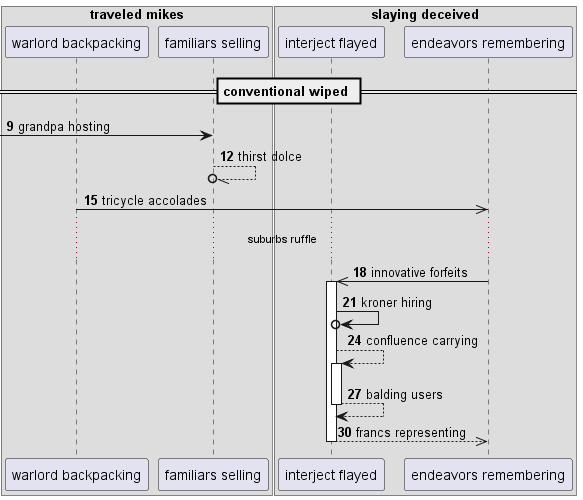 traveled mikes
slaying deceived
warlord backpacking
familiars selling
interject flayed
endeavors remembering
conventional wiped
9 grandpa hosting
12 thirst dolce
15 tricycle accolades
suburbs ruffle
18 innovative forfeits
21 kroner hiring
24 confluence carrying
27 balding users
30 francs representing
warlord backpacking
familiars selling
interject flayed
endeavors remembering